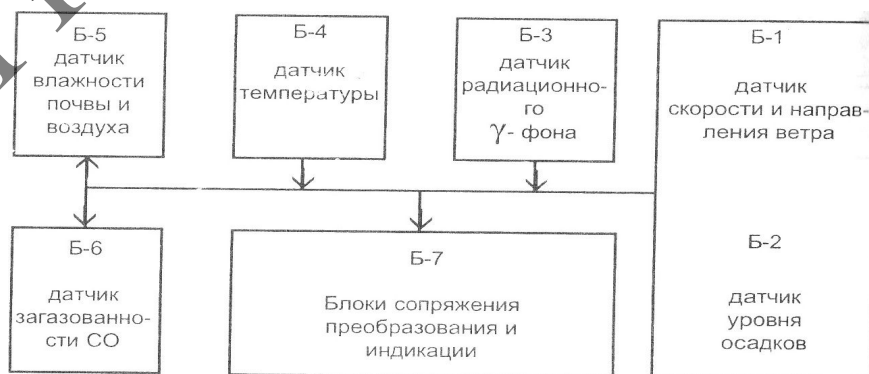 Б-5
датчик
влажности
почвы и
воздуха
Б-4
датчик
температуры
Б-3
датчик
радиационно-
го
γ- фона
Б-1
датчик
скорости и направ-
ления ветра
Б-6
датчик
загазованно-
сти СО
Б-7
Блоки сопряжения
преобразования и
индикации
Б-2
датчик
уровня
осадков